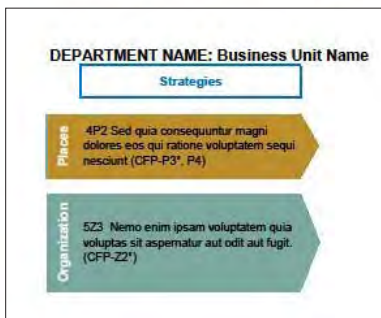 DEPARTMENT NAME: Business Unit Name
Strategies
Places
4P2 Sed quia consequuntur magni
dolores eos qui ratione voluptatem sequi
nesciunt (CFP-P3*, P4)
Organization
5Z3 Nemo enim ipsam voluptatem quia
voluptas sit aspernatur aut odit aut fugit.
(CFP-Z2*)